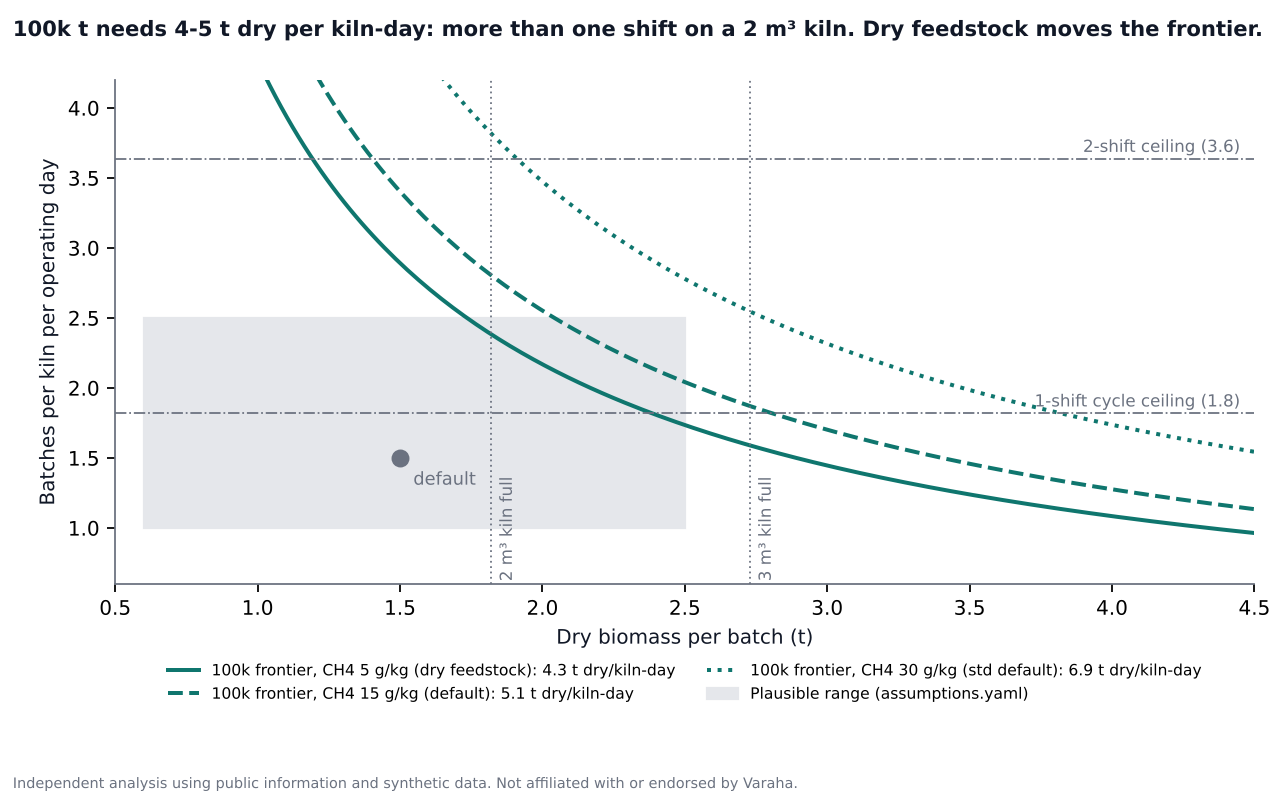 100k t needs 4-5 t dry per kiln-day: more than one shift on a 2 m³ kiln. Dry feedstock moves the frontier.
Batches per kiln per operating day
4.0
3.5
3.0
2.5
2.0
1.5
1.0
2-shift ceiling (3.6)
1-shift cycle ceiling (1.8)
default
2 m³ kiln full
3 m³ kiln full
0.5 1.0 1.5 2.0 2.5 3.0 3.5 4.0 4.5
Dry biomass per batch (t)
100k frontier, CH4 5 g/kg (dry feedstock): 4.3 t dry/kiln-day
100k frontier, CH4 15 g/kg (default): 5.1 t dry/kiln-day
100k frontier, CH4 30 g/kg (std default): 6.9 t dry/kiln-day
Plausible range (assumptions.yaml)
Independent analysis using public information and synthetic data. Not affiliated with or endorsed by Varaha.